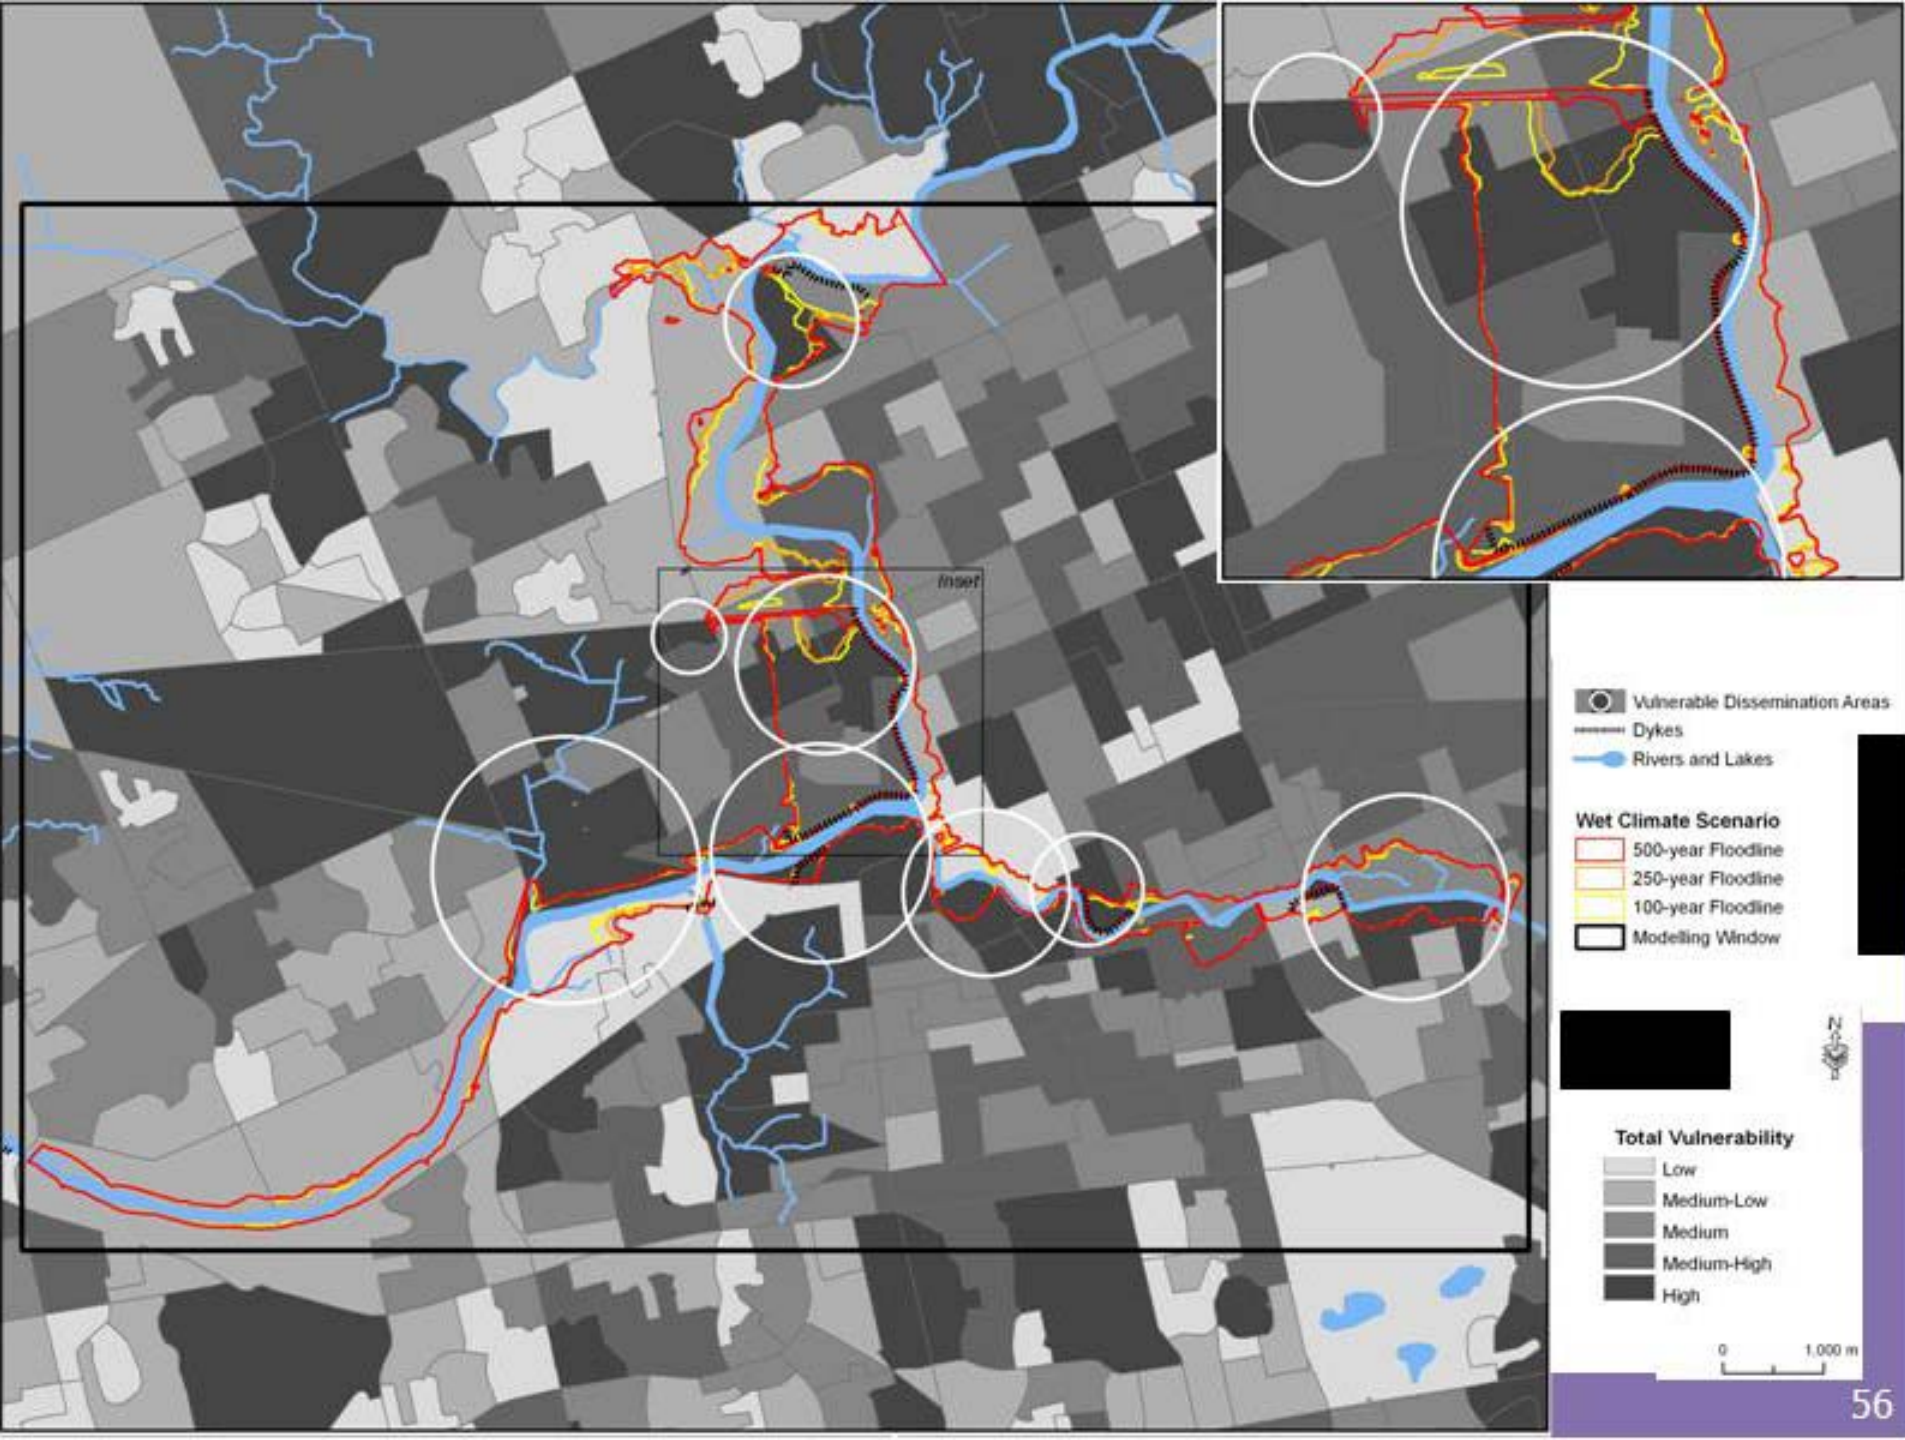 Inset
Vulnerable Dissemination Areas
Dykes
Rivers and Lakes
Wet Climate Scenario
500-year Floodline
250-year Floodline
100-year Floodline
Modelling Window
N
Total Vulnerability
Low
Medium-Low
Medium
Medium-High
High
0 1,000 m
56